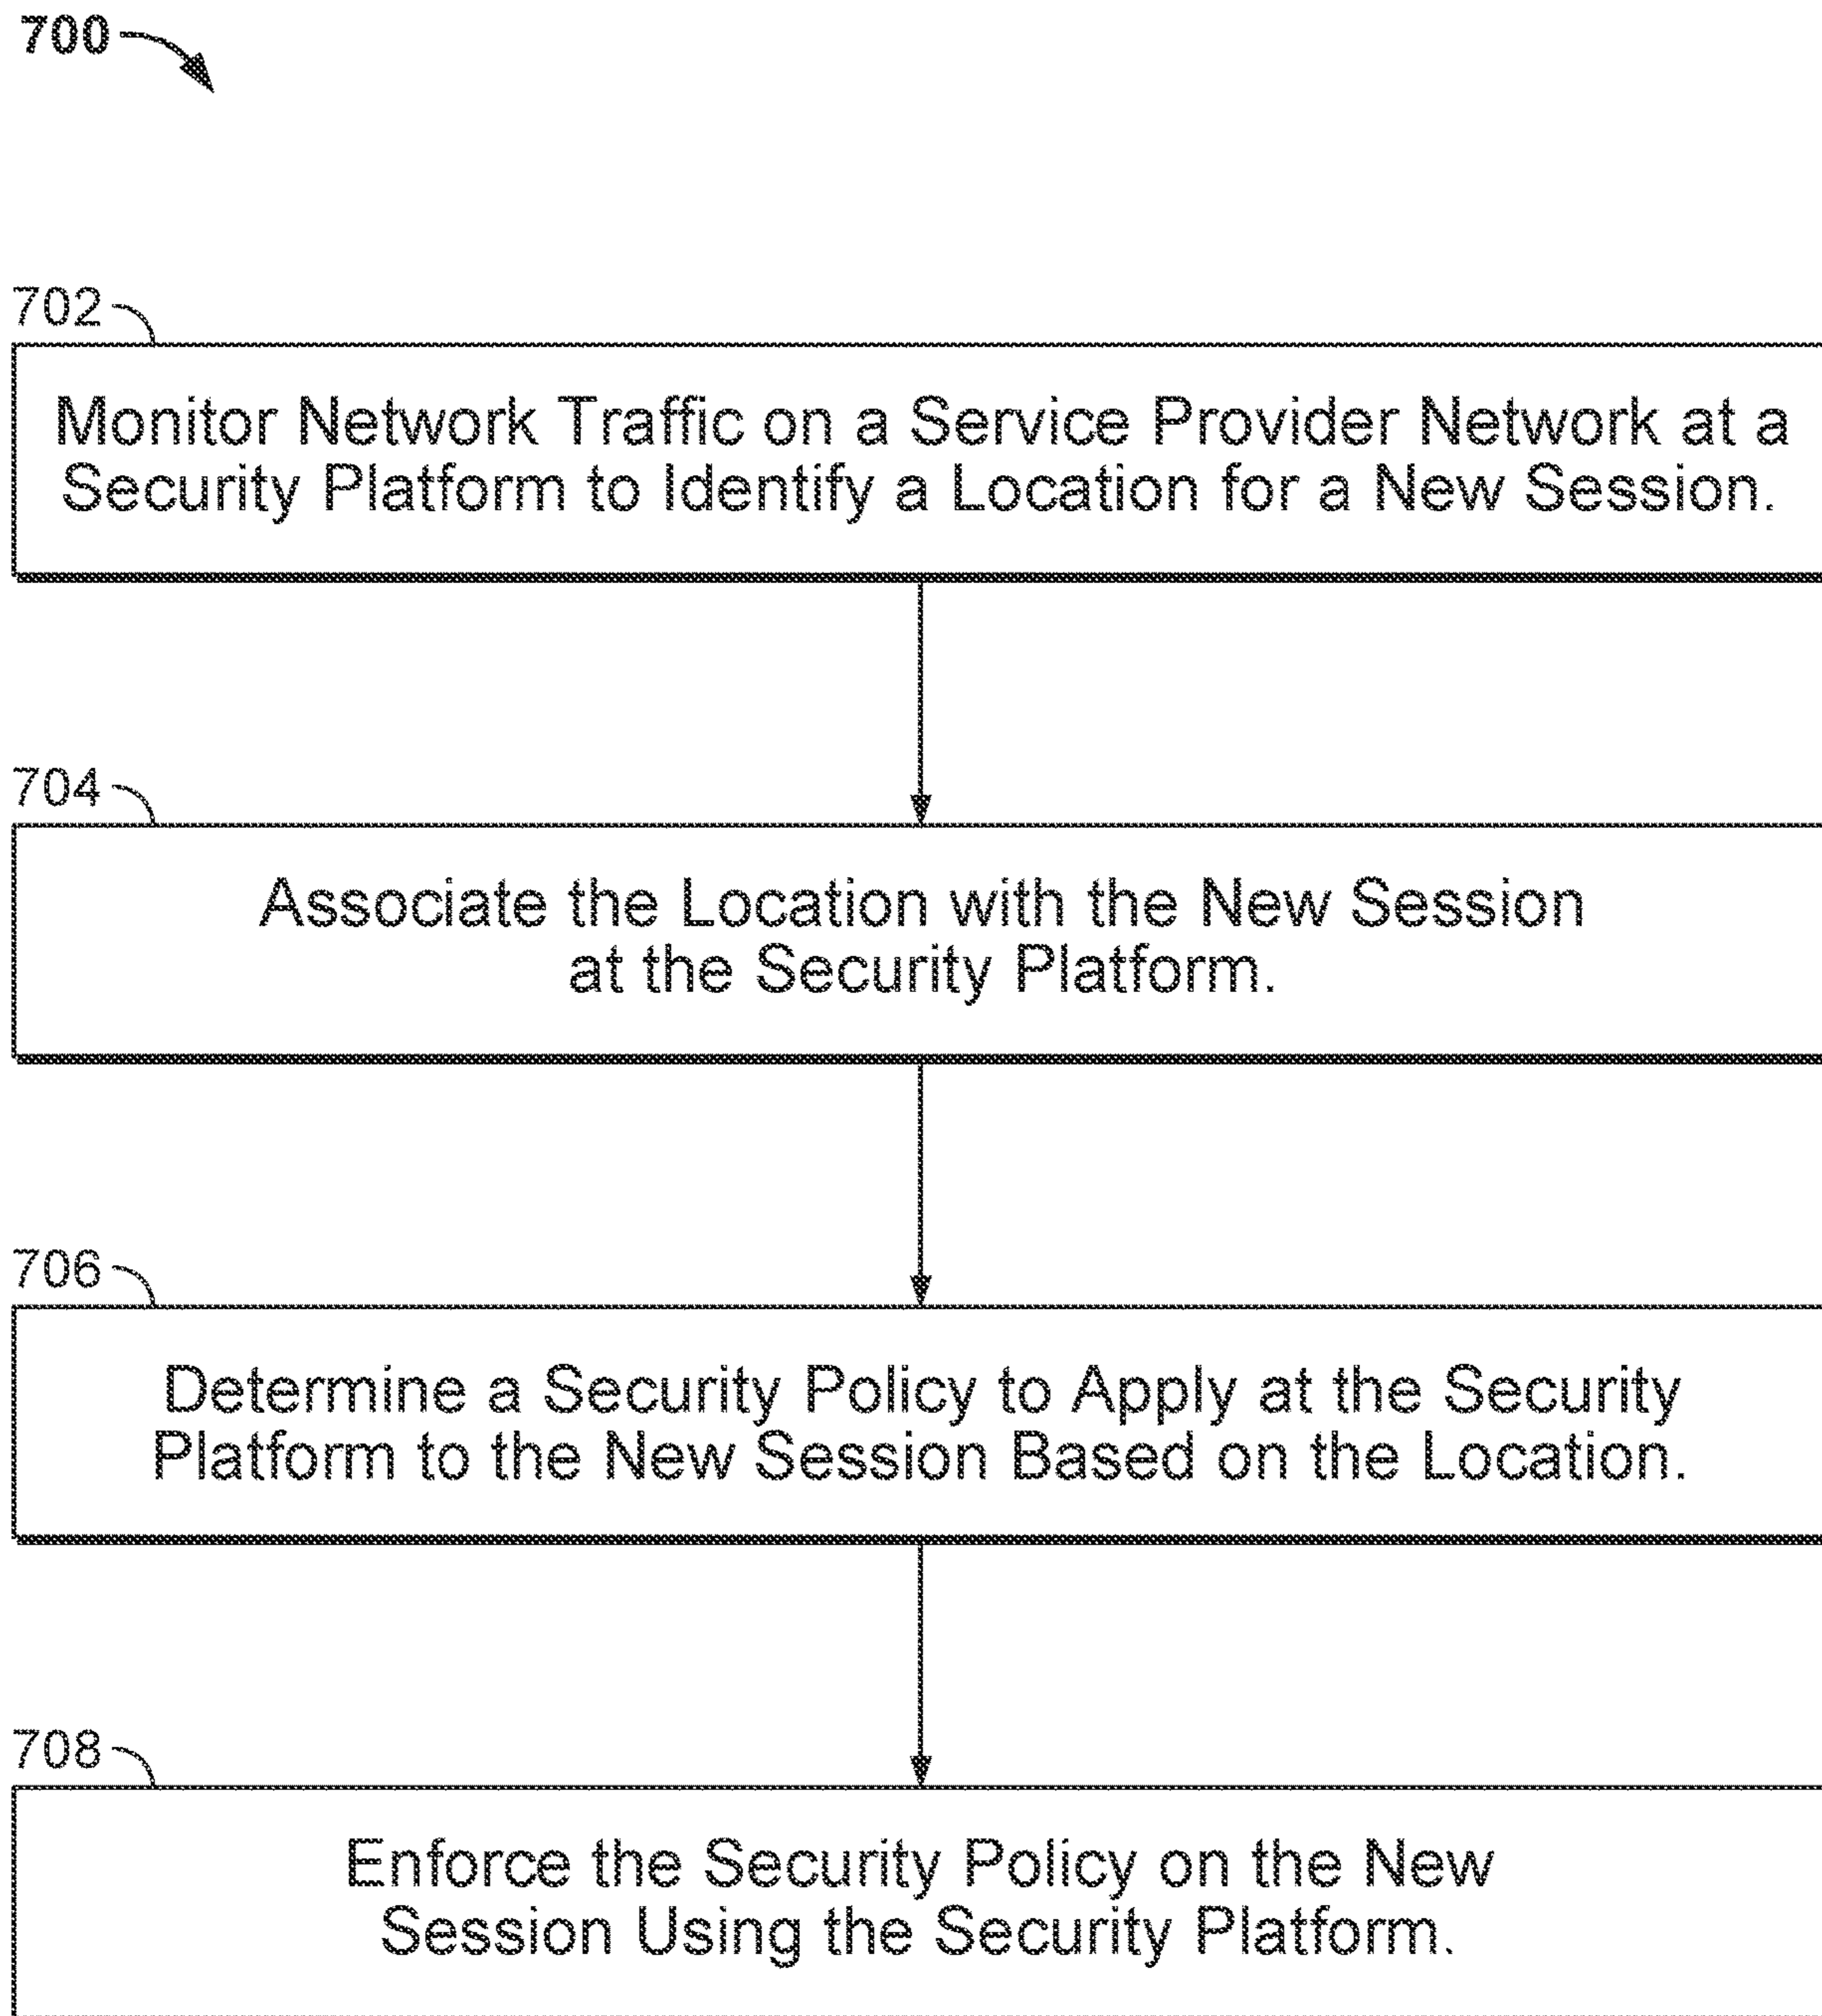 700
702
Monitor Network Traffic on a Service Provider Network at a
Security Platform to Identify a Location for a New Session.
704
Associate the Location with the New Session
at the Security Platform.
706
Determine a Security Policy to Apply at the Security
Platform to the New Session Based on the Location.
708
Enforce the Security Policy on the New
Session Using the Security Platform.